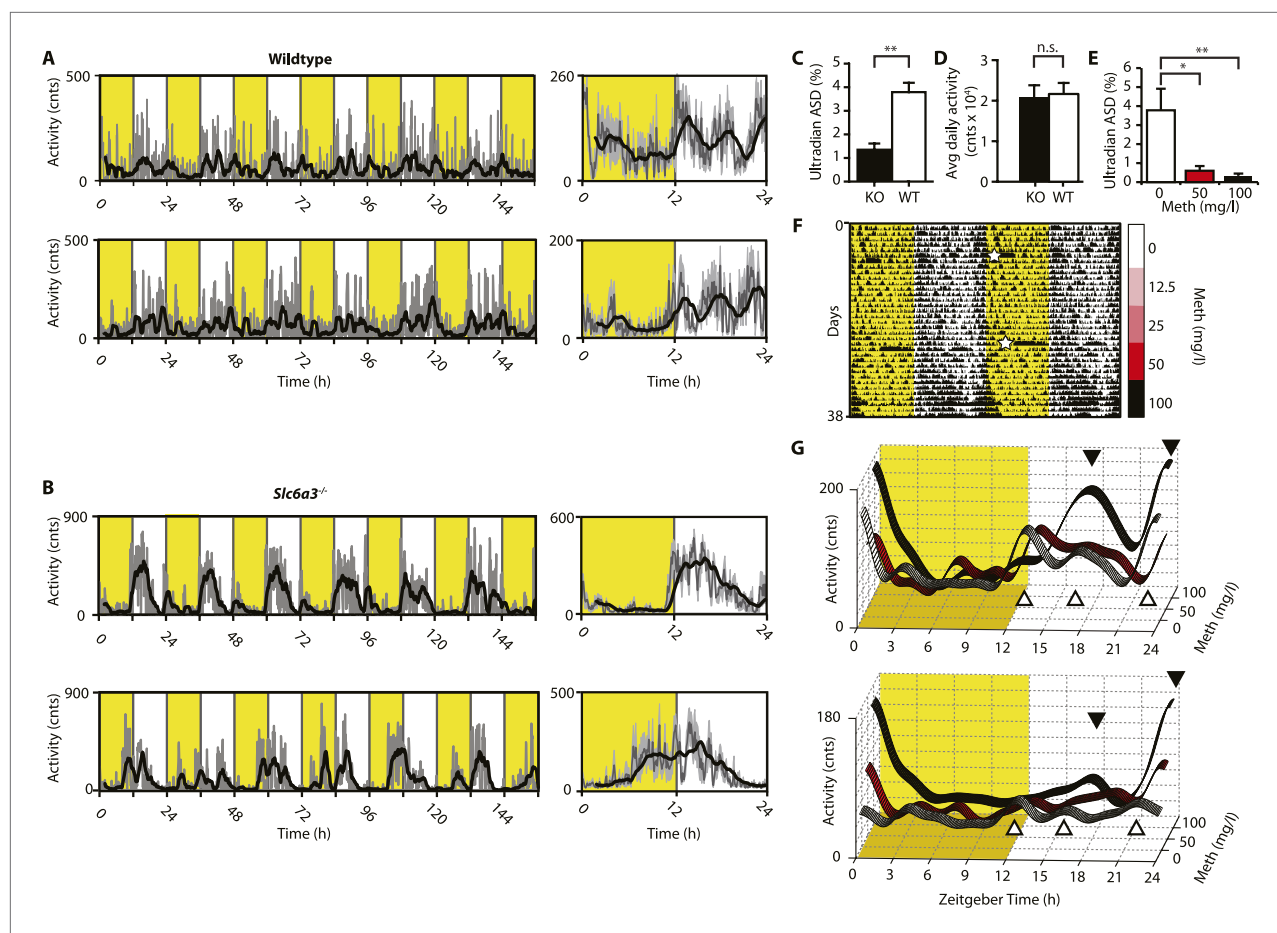 A
Wildtype
500
Activity (cnts)
0
0 24 48 72 96 120 144
260
0
0 12 24
500
Activity (cnts)
0
0 24 48 72 96 120 144
Time (h)
200
0
0 12 24
Time (h)
B
Slc6a3-/-
900
Activity (cnts)
0
0 24 48 72 96 120 144
Time (h)
600
0
0 12 24
900
Activity (cnts)
0
0 24 48 72 96 120 144
Time (h)
500
0
0 12 24
Time (h)
C
**
Ultradian ASD (%)
5
4
3
2
1
0
KO WT
D
n.s.
Avg daily activity
(cnts x 10⁴)
3
2
1
0
KO WT
E
**
*
Ultradian ASD (%)
6
5
4
3
2
1
0
0 50 100
Meth (mg/l)
F
0
Days
38
0
12.5
25
50
100
Meth (mg/l)
G
200
Activity (cnts)
0
0 3 6 9 12 15 18 21 24
100
50
0
Meth (mg/l)
180
Activity (cnts)
0
0 3 6 9 12 15 18 21 24
100
50
0
Meth (mg/l)
Zeitgeber Time (h)